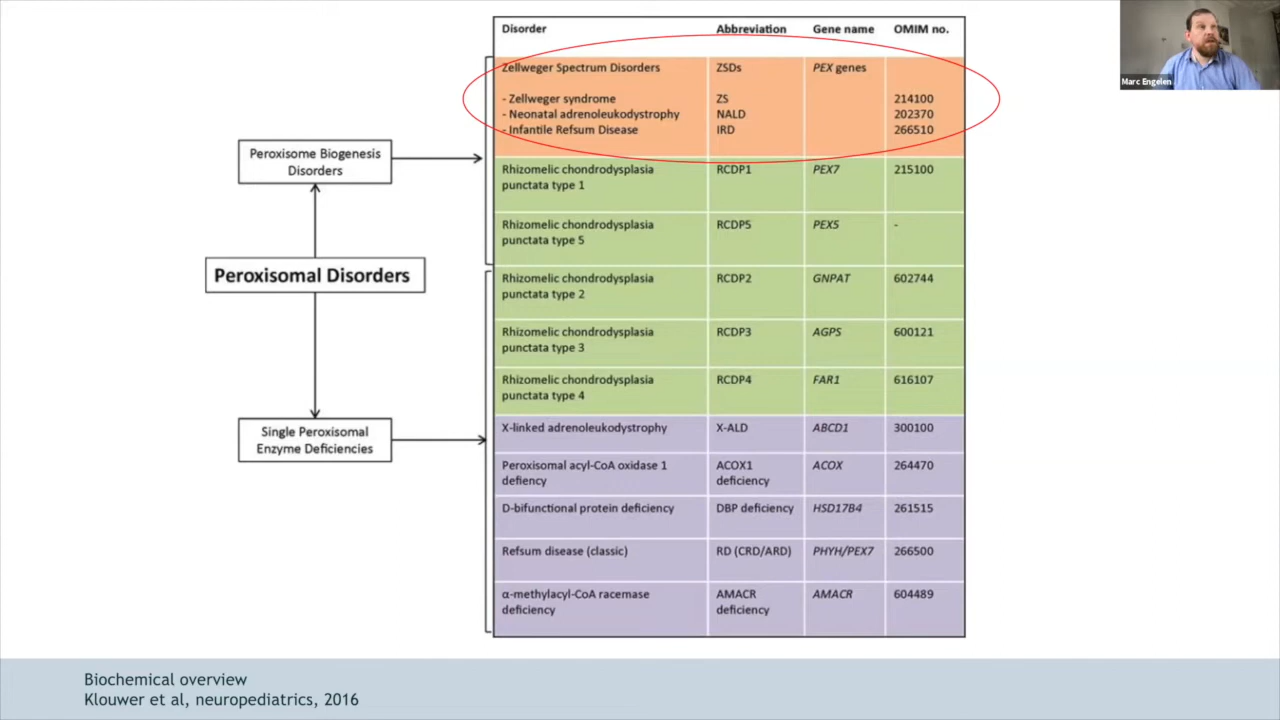 Disorder Abbreviation Gene name OMIM no.
Zellweger Spectrum Disorders ZSDs PEX genes
- Zellweger syndrome ZS 214100
- Neonatal adrenoleukodystrophy NALD 202370
- Infantile Refsum Disease IRD 266510
Rhizomelic chondrodysplasia RCDP1 PEX7 215100
punctata type 1
Rhizomelic chondrodysplasia RCDP5 PEX5 -
punctata type 5
Rhizomelic chondrodysplasia RCDP2 GNPAT 602744
punctata type 2
Rhizomelic chondrodysplasia RCDP3 AGPS 600121
punctata type 3
Rhizomelic chondrodysplasia RCDP4 FAR1 616107
punctata type 4
X-linked adrenoleukodystrophy X-ALD ABCD1 300100
Peroxisomal acyl-CoA oxidase 1 ACOX1 ACOX 264470
defiency deficiency
D-bifunctional protein deficiency DBP deficiency HSD17B4 261515
Refsum disease (classic) RD (CRD/ARD) PHYH/PEX7 266500
α-methylacyl-CoA racemase AMACR AMACR 604489
deficiency deficiency
Peroxisome Biogenesis
Disorders
Peroxisomal Disorders
Single Peroxisomal
Enzyme Deficiencies
Marc Engelen
Biochemical overview
Klouwer et al, neuropediatrics, 2016